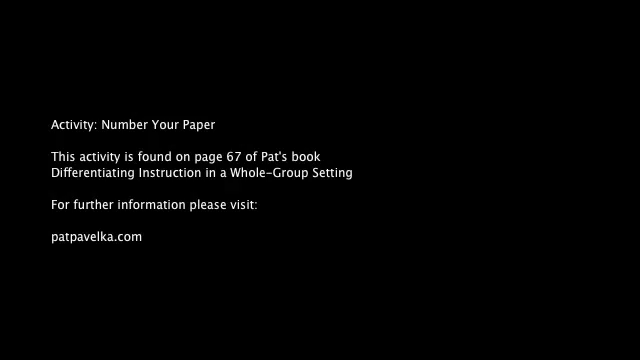 Activity: Number Your Paper
This activity is found on page 67 of Pat's book
Differentiating Instruction in a Whole-Group Setting
For further information please visit:
patpavelka.com